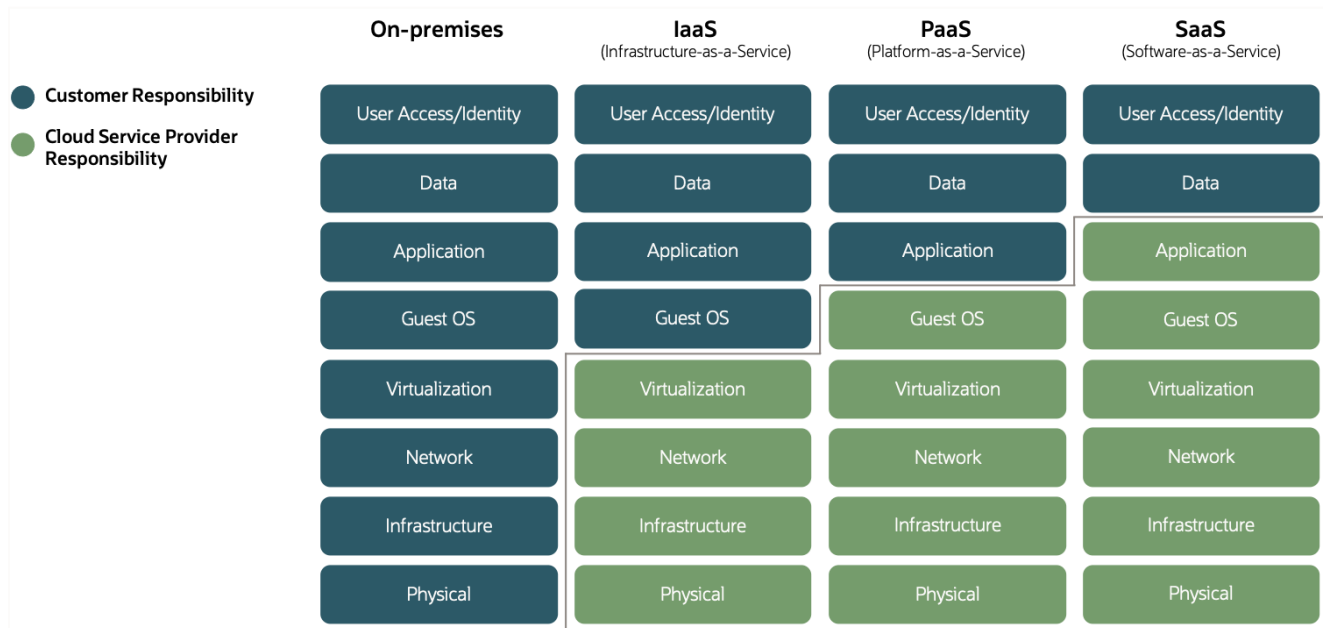 On-premises
IaaS
(Infrastructure-as-a-Service)
PaaS
(Platform-as-a-Service)
SaaS
(Software-as-a-Service)
Customer Responsibility
Cloud Service Provider
Responsibility
User Access/Identity
User Access/Identity
User Access/Identity
User Access/Identity
Data
Data
Data
Data
Application
Application
Application
Application
Guest OS
Guest OS
Guest OS
Guest OS
Virtualization
Virtualization
Virtualization
Virtualization
Network
Network
Network
Network
Infrastructure
Infrastructure
Infrastructure
Infrastructure
Physical
Physical
Physical
Physical